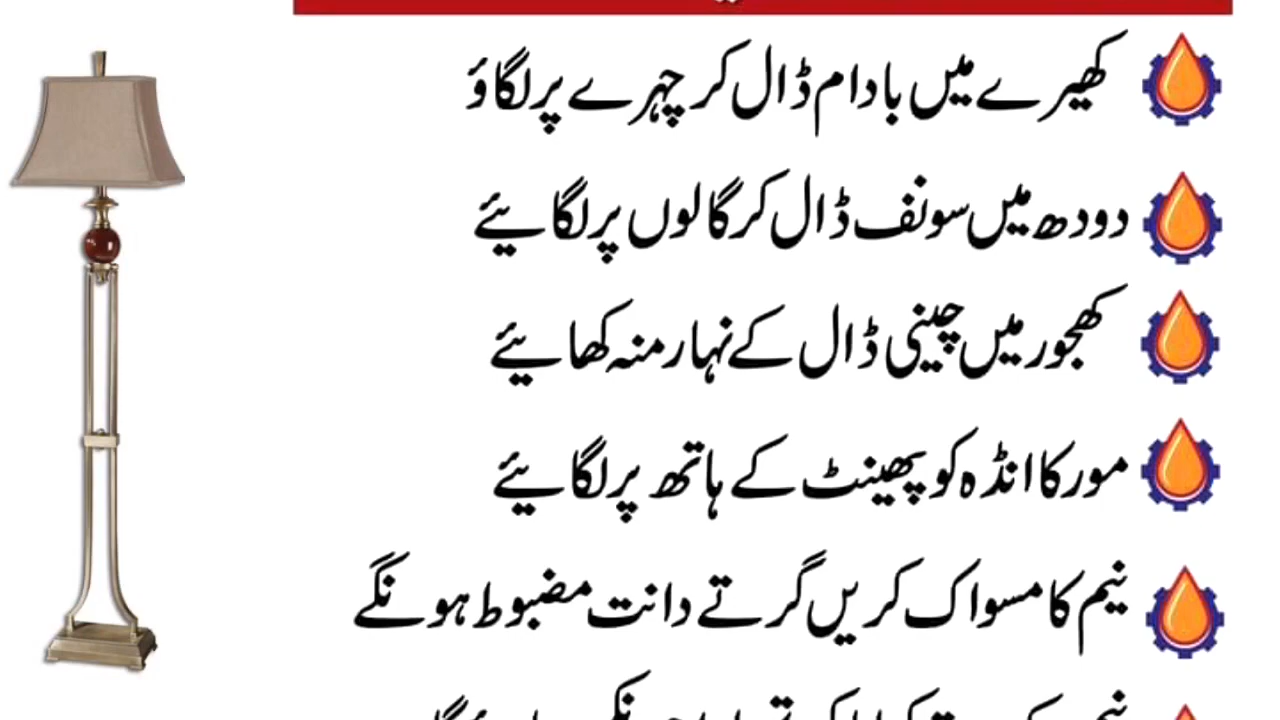 کھیرے میں بادام ڈال کر چہرے پر لگاؤ
دودھ میں سونف ڈال کر گالوں پر لگایئے
کھجور میں چینی ڈال کے نہار منہ کھایئے
مور کا انڈہ کو پھینٹ کے ہاتھ پر لگایئے
نیم کا مسواک کریں گرتے دانت مضبوط ہونگے